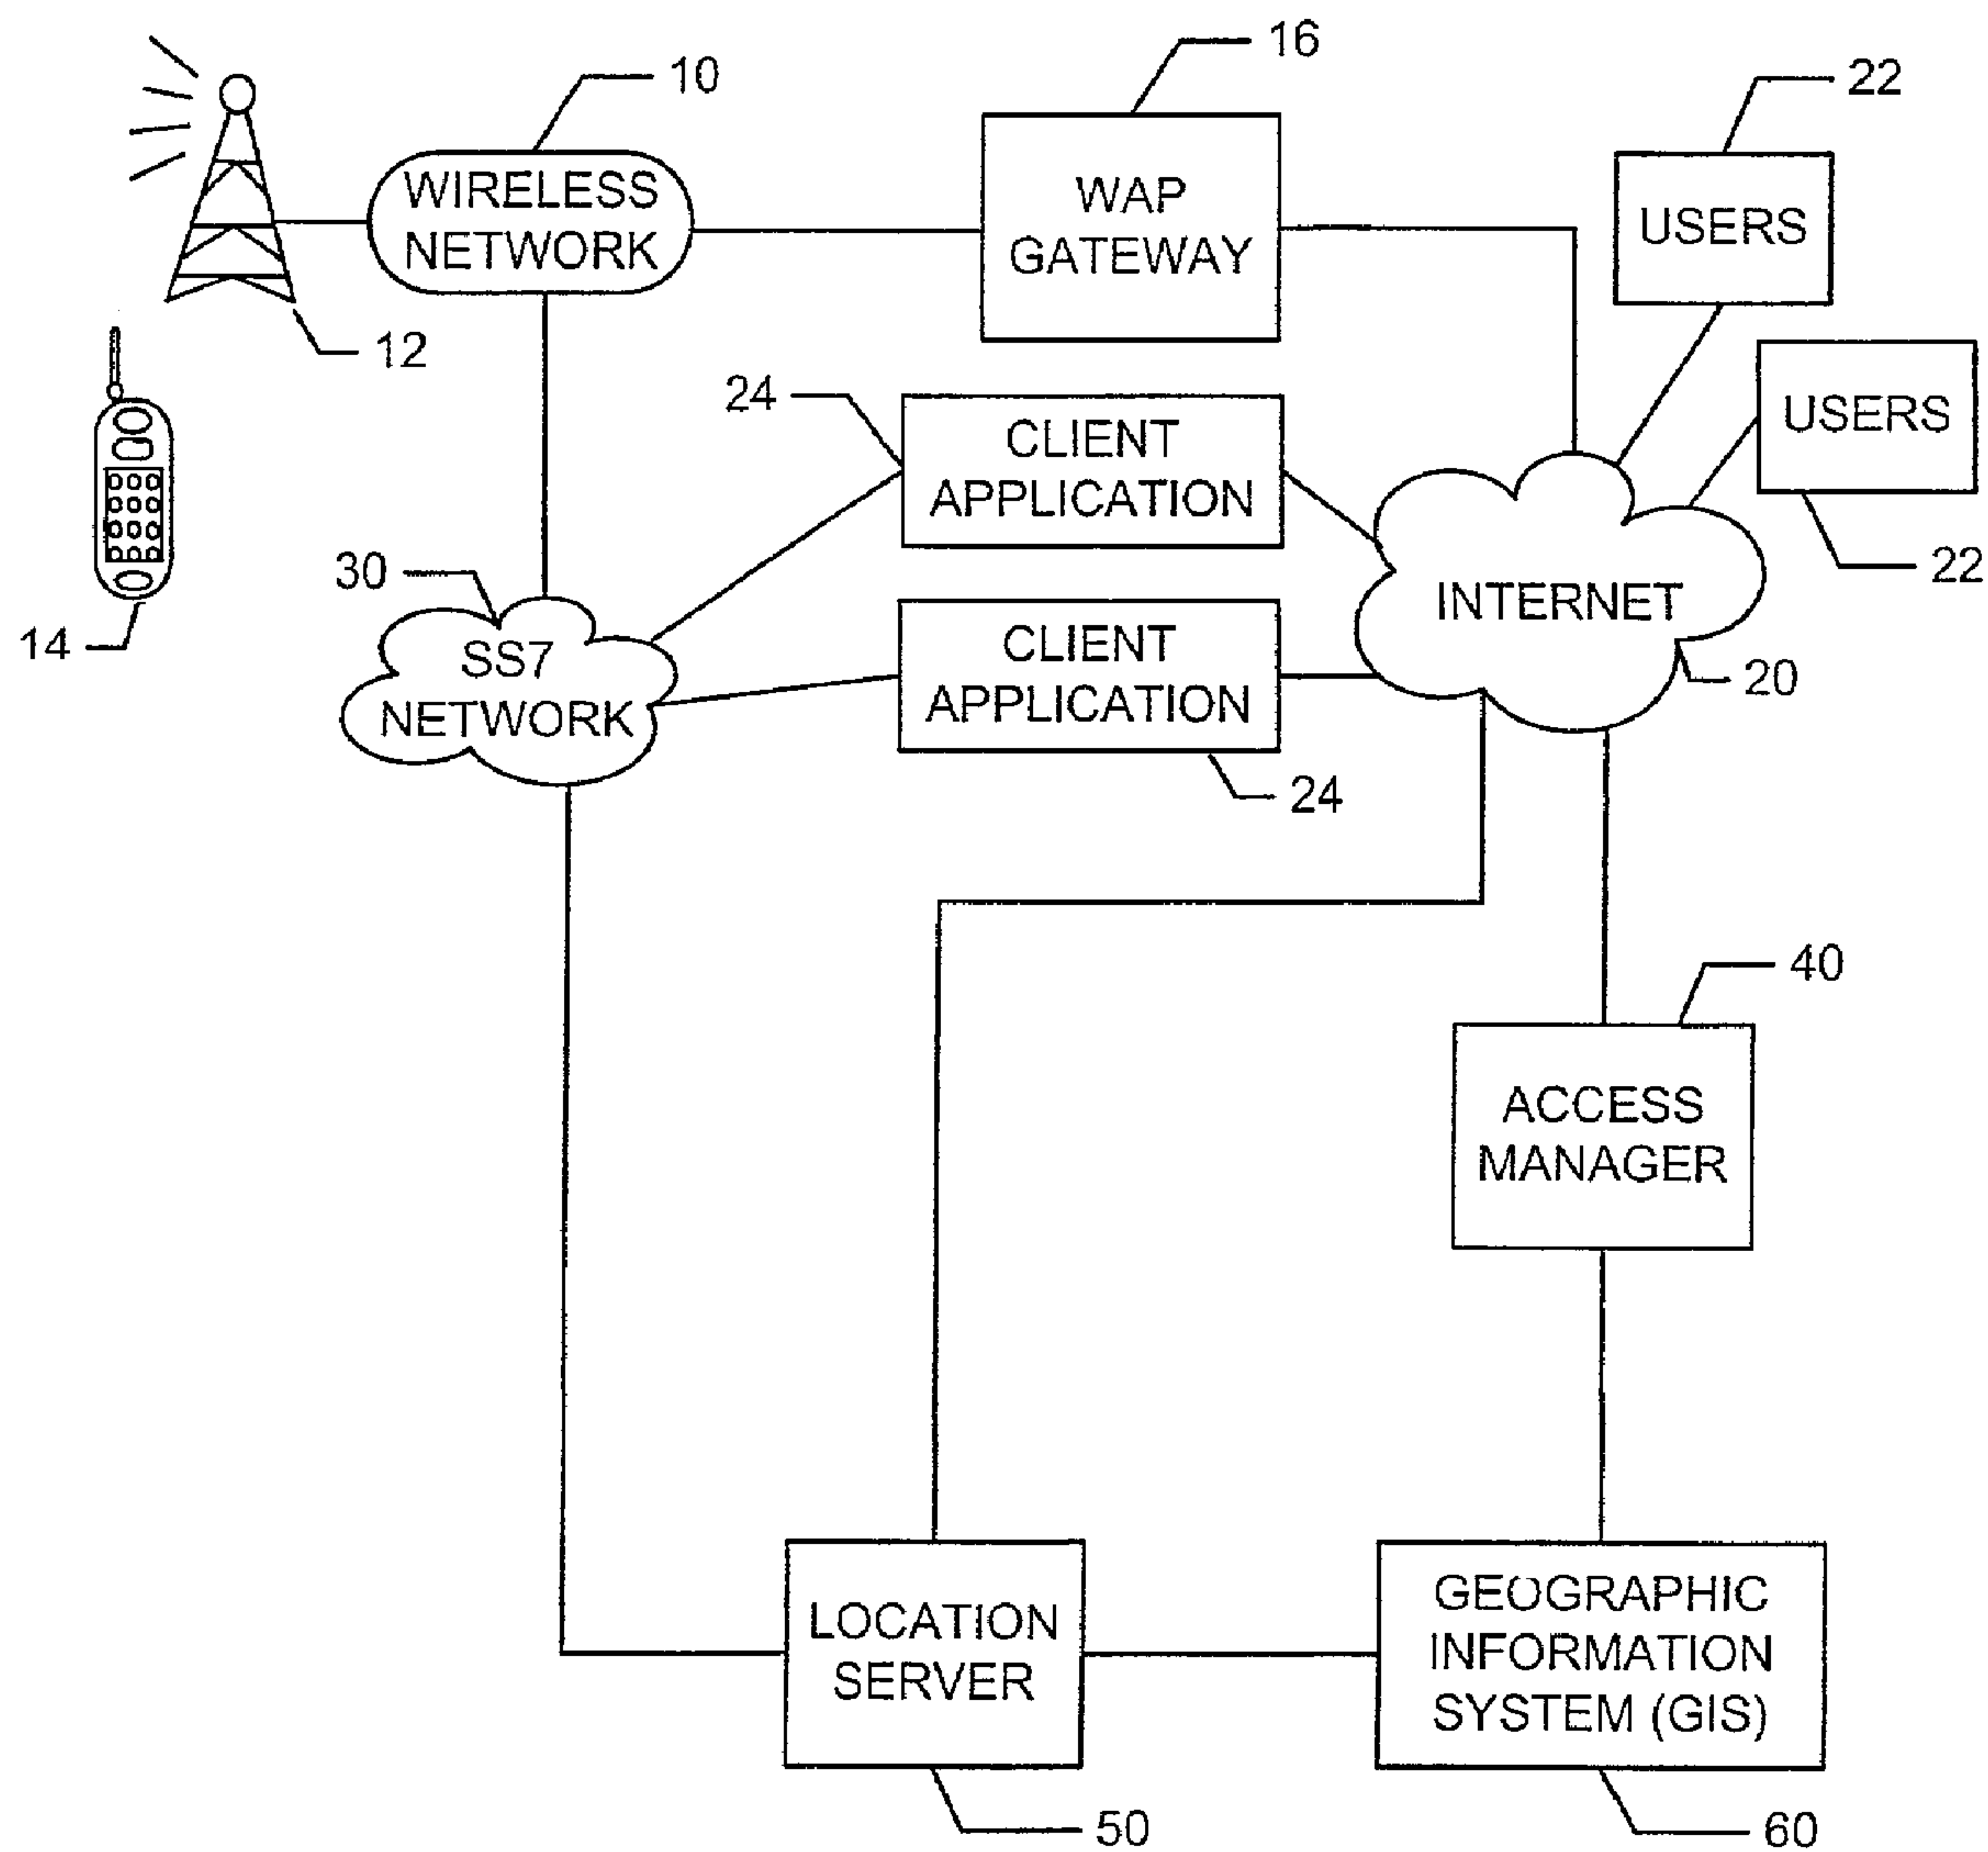 16
10
22
WIRELESS
NETWORK
WAP
GATEWAY
USERS
12
24
CLIENT
APPLICATION
USERS
22
30
14
SS7
NETWORK
CLIENT
APPLICATION
INTERNET
20
24
40
ACCESS
MANAGER
LOCATION
SERVER
GEOGRAPHIC
INFORMATION
SYSTEM (GIS)
50
60